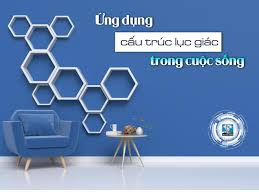 Ứng dụng
cấu trúc lục giác
trong cuộc sống